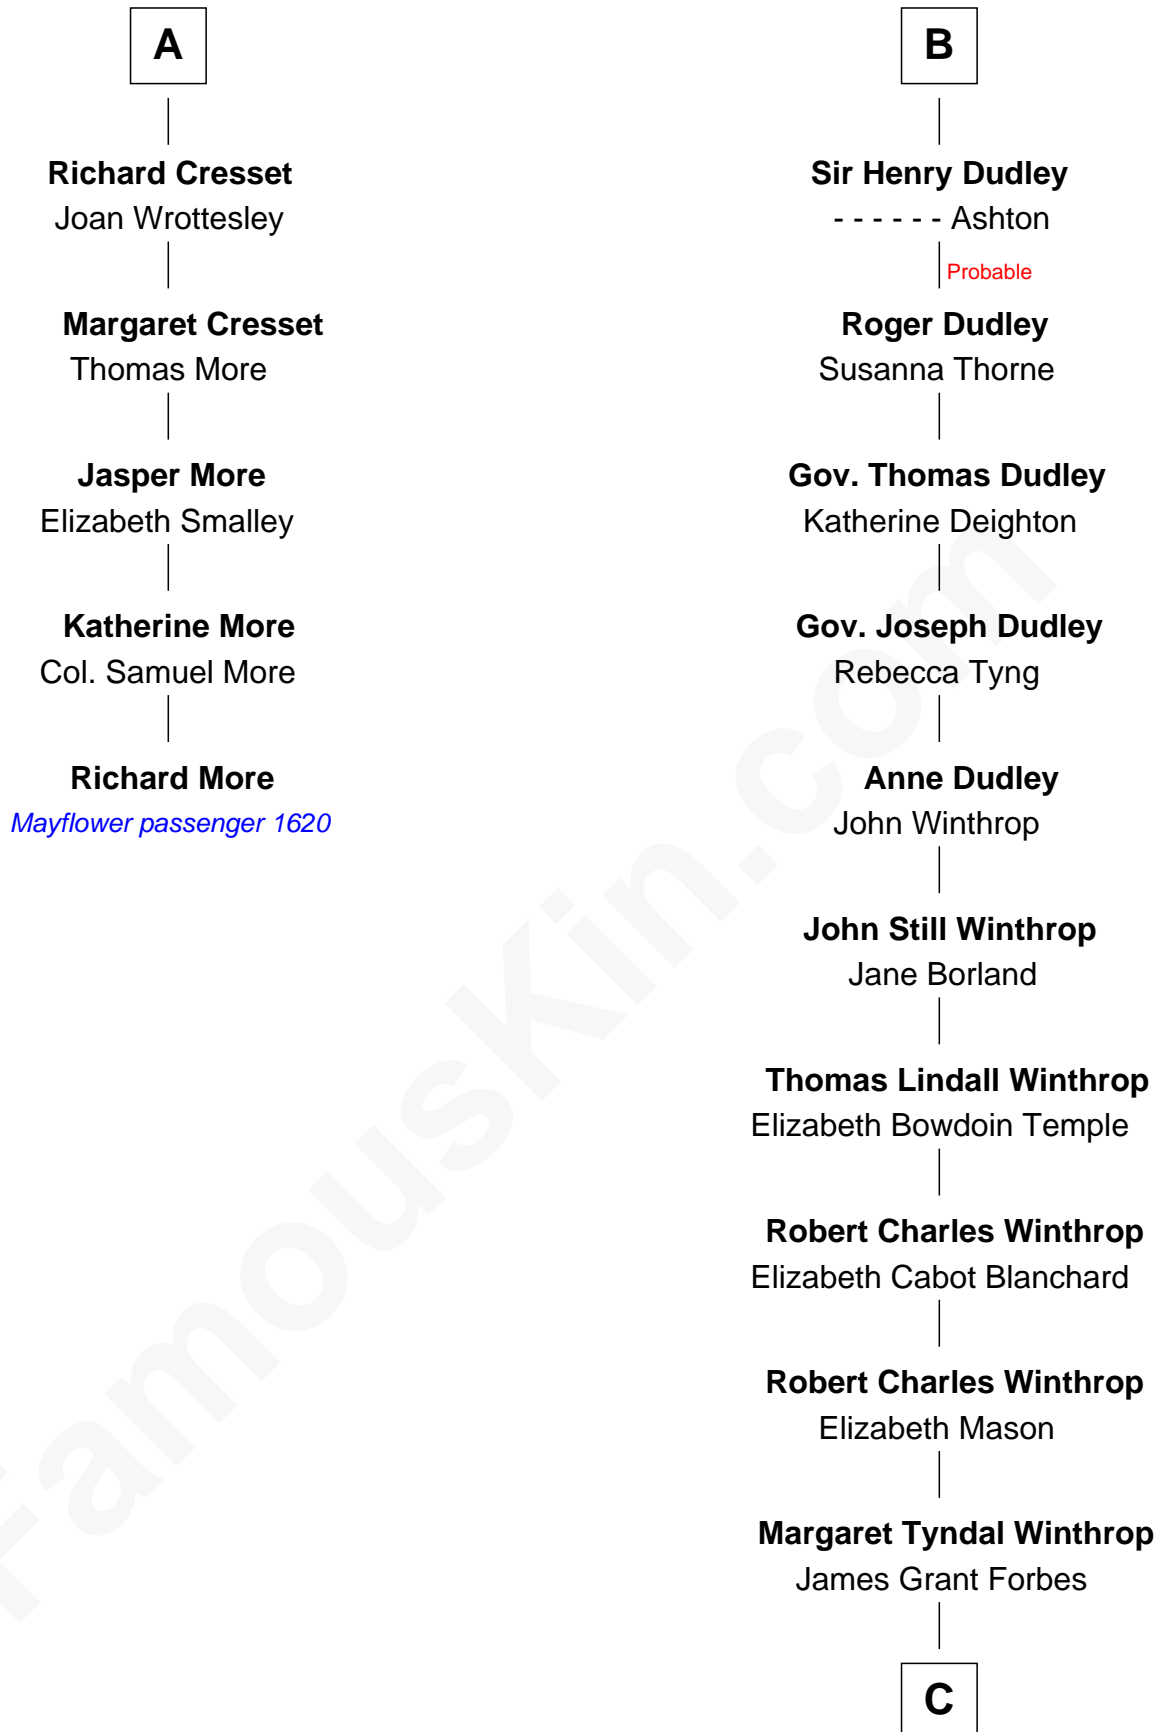 A
Richard Cresset
Joan Wrottesley
Margaret Cresset
Thomas More
Jasper More
Elizabeth Smalley
Katherine More
Col. Samuel More
Richard More
Mayflower passenger 1620
B
Sir Henry Dudley
- - - - - - Ashton
Probable
Roger Dudley
Susanna Thorne
Gov. Thomas Dudley
Katherine Deighton
Gov. Joseph Dudley
Rebecca Tyng
Anne Dudley
John Winthrop
John Still Winthrop
Jane Borland
Thomas Lindall Winthrop
Elizabeth Bowdoin Temple
Robert Charles Winthrop
Elizabeth Cabot Blanchard
Robert Charles Winthrop
Elizabeth Mason
Margaret Tyndal Winthrop
James Grant Forbes
C
FamousKin.com